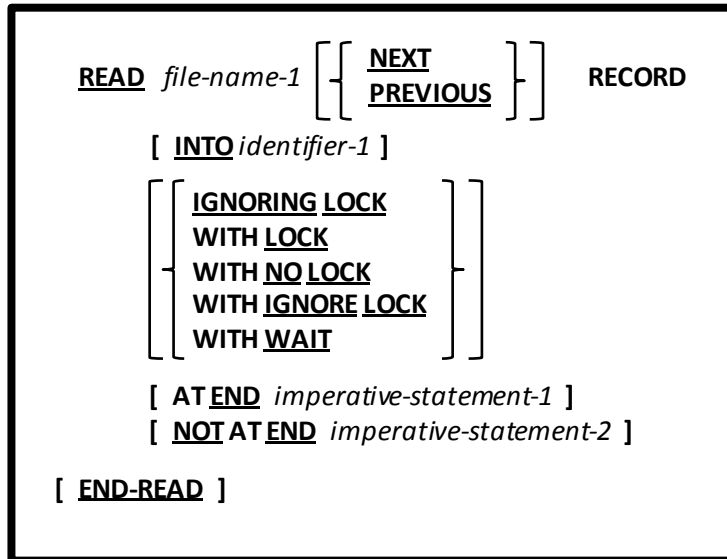 READ file-name-1 [ { NEXT
PREVIOUS } ] RECORD
[ INTO identifier-1 ]
[ { IGNORING LOCK
WITH LOCK
WITH NO LOCK
WITH IGNORE LOCK
WITH WAIT } ]
[ AT END imperative-statement-1 ]
[ NOT AT END imperative-statement-2 ]
[ END-READ ]